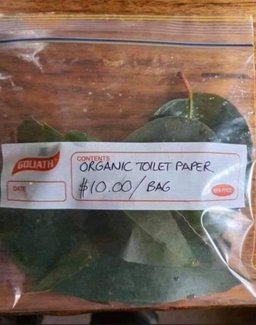 GOLIATH
CONTENTS
ORGANIC TOILET PAPER
DATE
$10.00/BAG